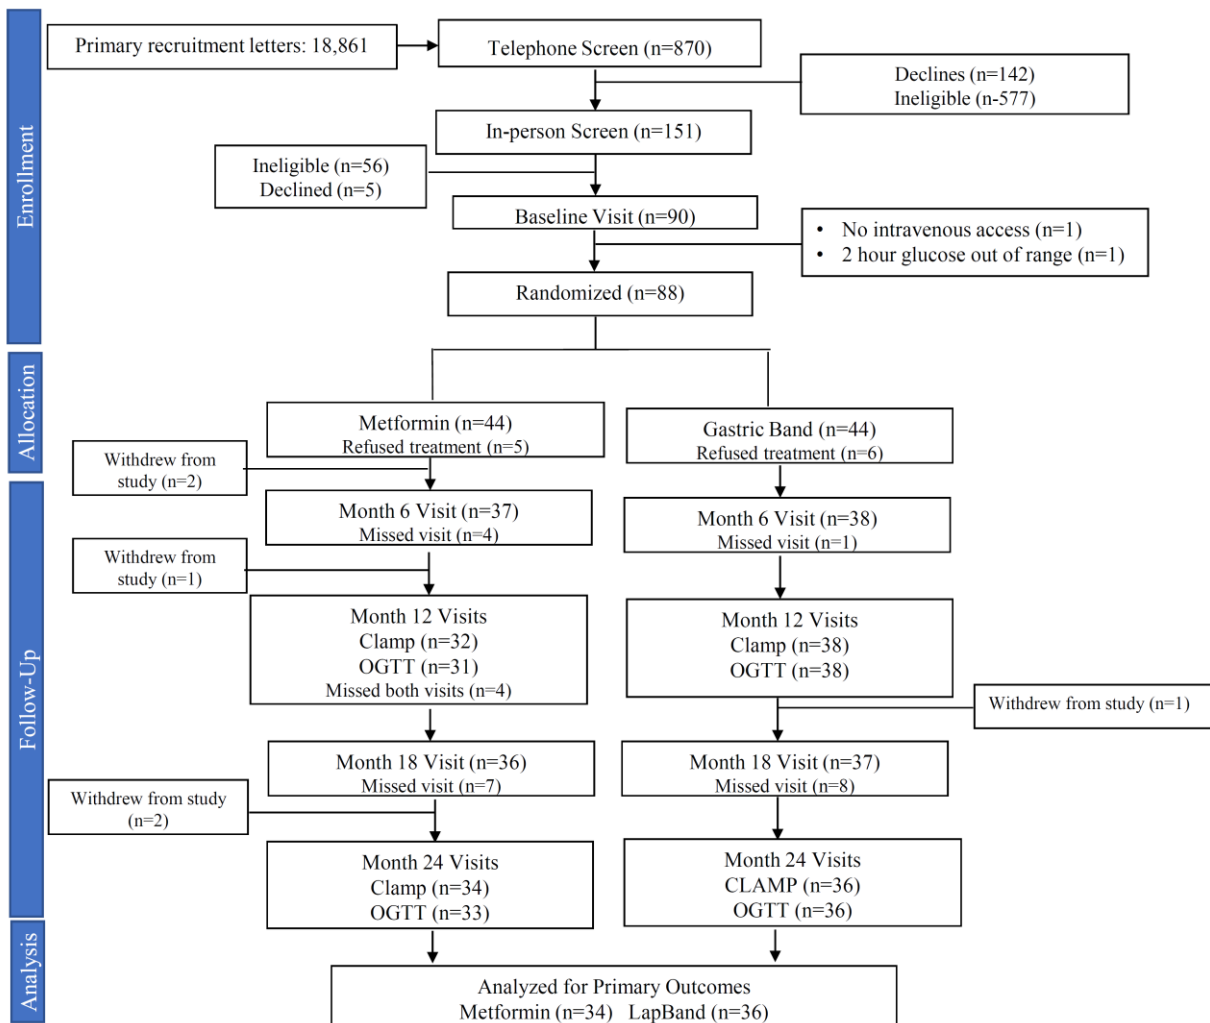 Primary recruitment letters: 18,861
Telephone Screen (n=870)
Declines (n=142)
Ineligible (n-577)
Enrollment
In-person Screen (n=151)
Ineligible (n=56)
Declined (n=5)
Baseline Visit (n=90)
• No intravenous access (n=1)
• 2 hour glucose out of range (n=1)
Randomized (n=88)
Allocation
Metformin (n=44)
Refused treatment (n=5)
Gastric Band (n=44)
Refused treatment (n=6)
Withdrew from
study (n=2)
Follow-Up
Month 6 Visit (n=37)
Missed visit (n=4)
Month 6 Visit (n=38)
Missed visit (n=1)
Withdrew from
study (n=1)
Month 12 Visits
Clamp (n=32)
OGTT (n=31)
Missed both visits (n=4)
Month 12 Visits
Clamp (n=38)
OGTT (n=38)
Withdrew from study (n=1)
Month 18 Visit (n=36)
Missed visit (n=7)
Month 18 Visit (n=37)
Missed visit (n=8)
Withdrew from study
(n=2)
Month 24 Visits
Clamp (n=34)
OGTT (n=33)
Month 24 Visits
CLAMP (n=36)
OGTT (n=36)
Analysis
Analyzed for Primary Outcomes
Metformin (n=34) LapBand (n=36)